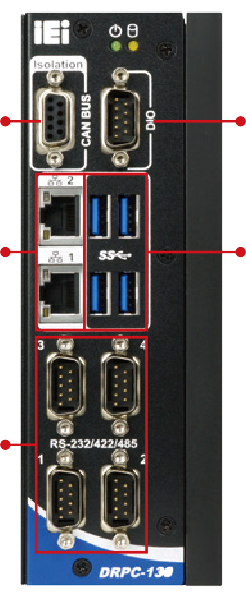 iEi
Isolation
CAN BUS
DIO
2
1
SS
3 4
RS-232/422/485
1 2
DRPC-130